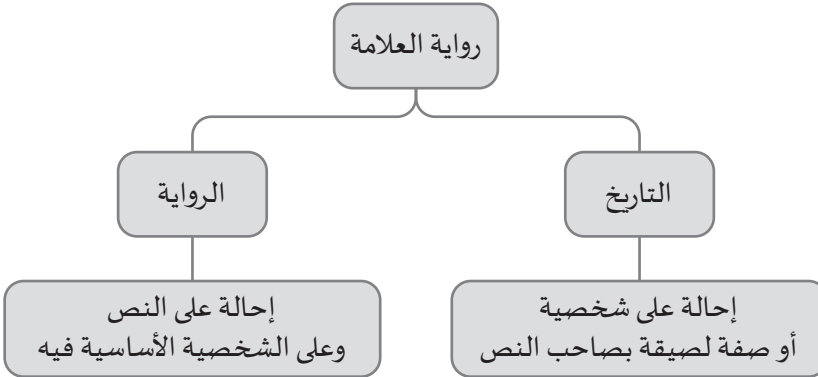 رواية العلامة
التاريخ
الرواية
إحالة على شخصية
أو صفة لصيقة بصاحب النص
إحالة على النص
وعلى الشخصية الأساسية فيه